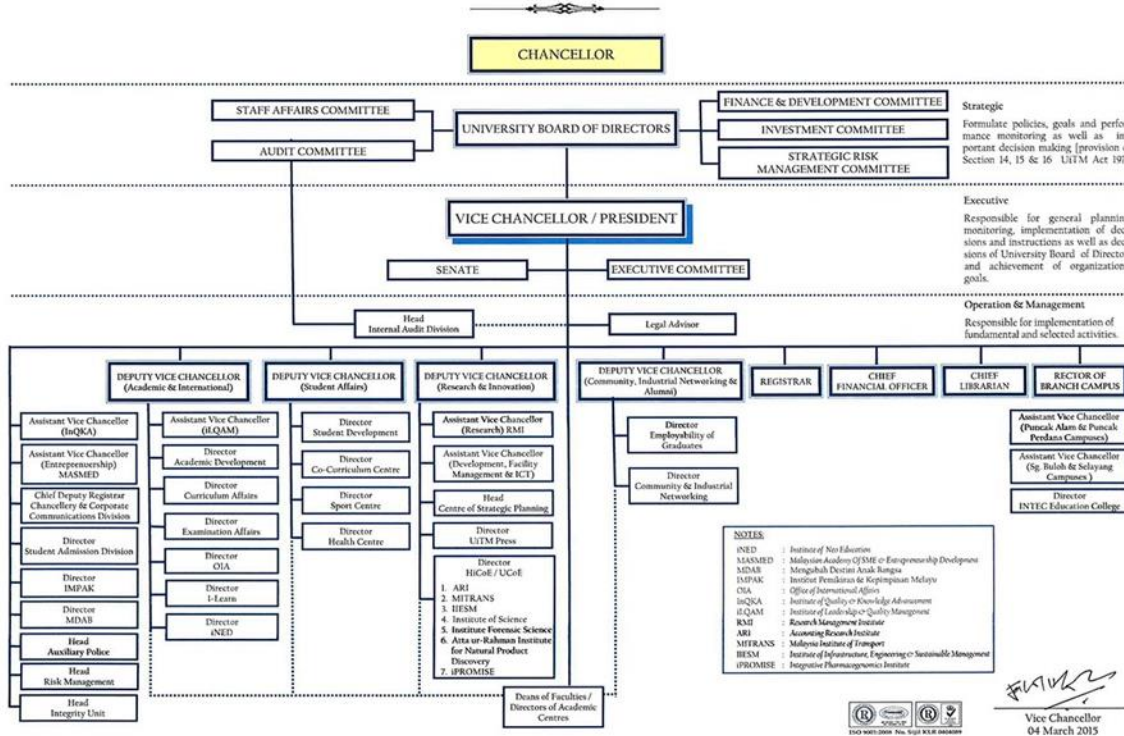 CHANCELLOR
STAFF AFFAIRS COMMITTEE
AUDIT COMMITTEE
UNIVERSITY BOARD OF DIRECTORS
FINANCE & DEVELOPMENT COMMITTEE
INVESTMENT COMMITTEE
STRATEGIC RISK
MANAGEMENT COMMITTEE
Strategic
Formulate policies, goals and perfor-
mance monitoring as well as im-
portant decision making [provision
Section 14, 15 & 16 UiTM Act
VICE CHANCELLOR / PRESIDENT
SENATE
EXECUTIVE COMMITTEE
Executive
Responsible for general planning
monitoring, implementation of deci-
sions and instructions as well as deci-
sions of University Board of Directo
and achievement of organization
goals.
Operation & Management
Responsible for implementation of
fundamental and selected activities.
Head
Internal Audit Division
Legal Advisor
DEPUTY VICE CHANCELLOR
(Academic & International)
DEPUTY VICE CHANCELLOR
(Student Affairs)
DEPUTY VICE CHANCELLOR
(Research & Innovation)
DEPUTY VICE CHANCELLOR
(Community, Industrial Networking &
Alumni)
REGISTRAR
CHIEF
FINANCIAL OFFICER
CHIEF
LIBRARIAN
RECTOR OF
BRANCH CAMPUS
Assistant Vice Chancellor
(InQKA)
Assistant Vice Chancellor
(Entreprenuership)
MASMED
Chief Deputy Registrar
Chancellery & Corporate
Communications Division
Director
Student Admission Division
Director
IMPAK
Director
MDAB
Head
Auxiliary Police
Head
Risk Management
Head
Integrity Unit
Assistant Vice Chancellor
(iLQAM)
Director
Academic Development
Director
Curriculum Affairs
Director
Examination Affairs
Director
OIA
Director
i-Learn
Director
iNED
Director
Student Development
Director
Co-Curriculum Centre
Director
Sport Centre
Director
Health Centre
Assistant Vice Chancellor
(Research) RMI
Assistant Vice Chancellor
(Development, Facility
Management & ICT)
Head
Centre of Strategic Planning
Director
UiTM Press
Director
HiCoE / UCoE
1. ARI
2. MITRANS
3. IIESM
4. Institute of Science
5. Institute Forensic Science
6. Atta ur-Rahman Institute
for Natural Product
Discovery
7. iPROMISE
Deans of Faculties /
Directors of Academic
Centres
Director
Employability of
Graduates
Director
Community & Industrial
Networking
Assistant Vice Chancellor
(Puncak Alam & Puncak
Perdana Campuses)
Assistant Vice Chancellor
(Sg. Buloh & Selayang
Campuses )
Director
INTEC Education College
NOTES:
iNED : Institute of Neo Education
MASMED : Malaysian Academy Of SME & Entrepreneurship Development
MDAB : Mengubah Destini Anak Bangsa
IMPAK : Institut Pemikiran & Kepimpinan Melayu
OIA : Office of International Affairs
InQKA : Institute of Quality & Knowledge Advancement
iLQAM : Institute of Leadership & Quality Management
RMI : Research Management Institute
ARI : Accounting Research Institute
MITRANS : Malaysia Institute of Transport
IIESM : Institute of Infrastructure, Engineering & Sustainable Management
iPROMISE : Integrative Pharmacogenomics Institute
ISO 9001:2008 No. Sijil KLR 0404089
Vice Chancellor
04 March 2015